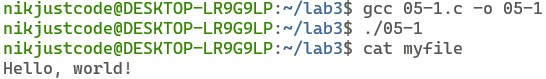 nikjustcode@DESKTOP-LR9G9LP:~/lab3$ gcc 05-1.c -o 05-1
nikjustcode@DESKTOP-LR9G9LP:~/lab3$ ./05-1
nikjustcode@DESKTOP-LR9G9LP:~/lab3$ cat myfile
Hello, world!